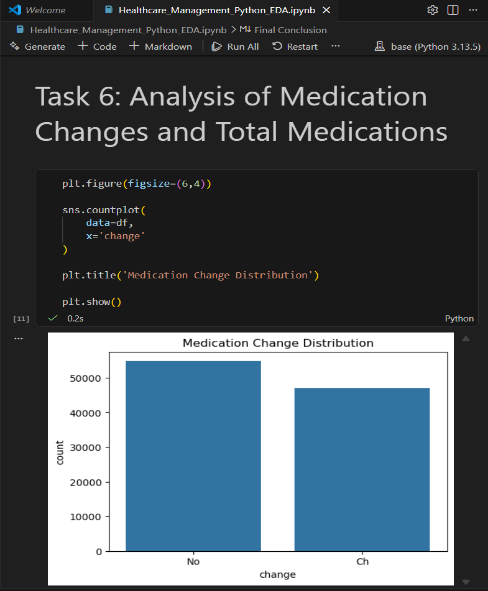 Welcome
Healthcare_Management_Python_EDA.ipynb
Healthcare_Management_Python_EDA.ipynb > M↓ Final Conclusion
Generate + Code + Markdown Run All Restart ... base (Python 3.13.5)
Task 6: Analysis of Medication
Changes and Total Medications
plt.figure(figsize=(6,4))
sns.countplot(
data=df,
x='change'
)
plt.title('Medication Change Distribution')
plt.show()
[11] ✓ 0.2s Python
...
Medication Change Distribution
50000
40000
30000
20000
10000
0
count
No Ch
change